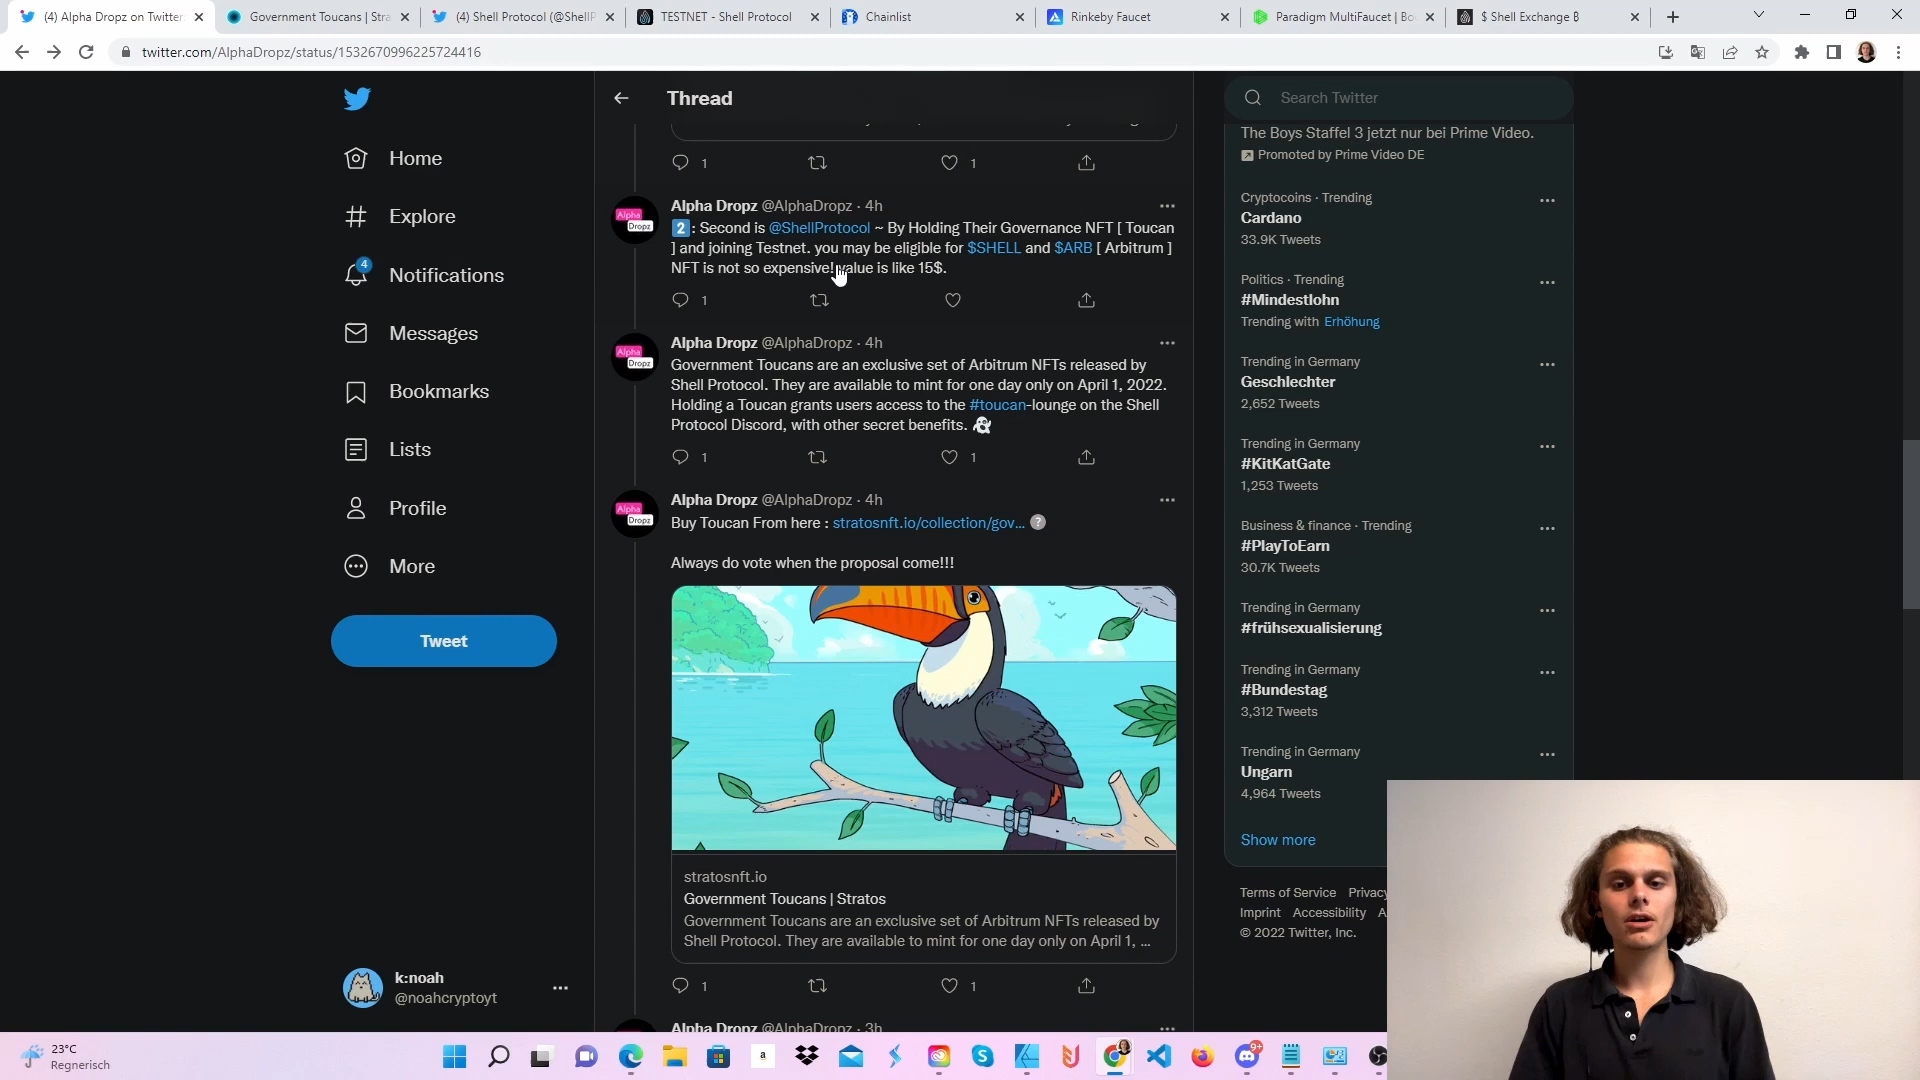 (4) Alpha Dropz on Twitter
Government Toucans | Stra
(4) Shell Protocol (@ShellP
TESTNET - Shell Protocol
Chainlist
Rinkeby Faucet
Paradigm MultiFaucet | Bo
$ Shell Exchange B
twitter.com/AlphaDropz/status/1532670996225724416
Home
Explore
4
Notifications
Messages
Bookmarks
Lists
Profile
More
Tweet
k:noah
@noahcryptoyt
Thread
1
1
Alpha Dropz @AlphaDropz · 4h
2: Second is @ShellProtocol ~ By Holding Their Governance NFT [ Toucan
] and joining Testnet. you may be eligible for $SHELL and $ARB [ Arbitrum ]
NFT is not so expensive! value is like 15$.
1
Alpha Dropz @AlphaDropz · 4h
Government Toucans are an exclusive set of Arbitrum NFTs released by
Shell Protocol. They are available to mint for one day only on April 1, 2022.
Holding a Toucan grants users access to the #toucan-lounge on the Shell
Protocol Discord, with other secret benefits.
1
1
Alpha Dropz @AlphaDropz · 4h
Buy Toucan From here : stratosnft.io/collection/gov... ?
Always do vote when the proposal come!!!
stratosnft.io
Government Toucans | Stratos
Government Toucans are an exclusive set of Arbitrum NFTs released by
Shell Protocol. They are available to mint for one day only on April 1, ...
1
1
Alpha Dropz @AlphaDropz · 3h
Alpha
Dropz
Alpha
Dropz
Alpha
Dropz
Search Twitter
The Boys Staffel 3 jetzt nur bei Prime Video.
Promoted by Prime Video DE
Cryptocoins · Trending
Cardano
33.9K Tweets
Politics · Trending
#Mindestlohn
Trending with Erhöhung
Trending in Germany
Geschlechter
2,652 Tweets
Trending in Germany
#KitKatGate
1,253 Tweets
Business & finance · Trending
#PlayToEarn
30.7K Tweets
Trending in Germany
#frühsexualisierung
Trending in Germany
#Bundestag
3,312 Tweets
Trending in Germany
Ungarn
4,964 Tweets
Show more
Terms of Service Privacy
Imprint Accessibility A
© 2022 Twitter, Inc.
23°C
Regnerisch
a
9+